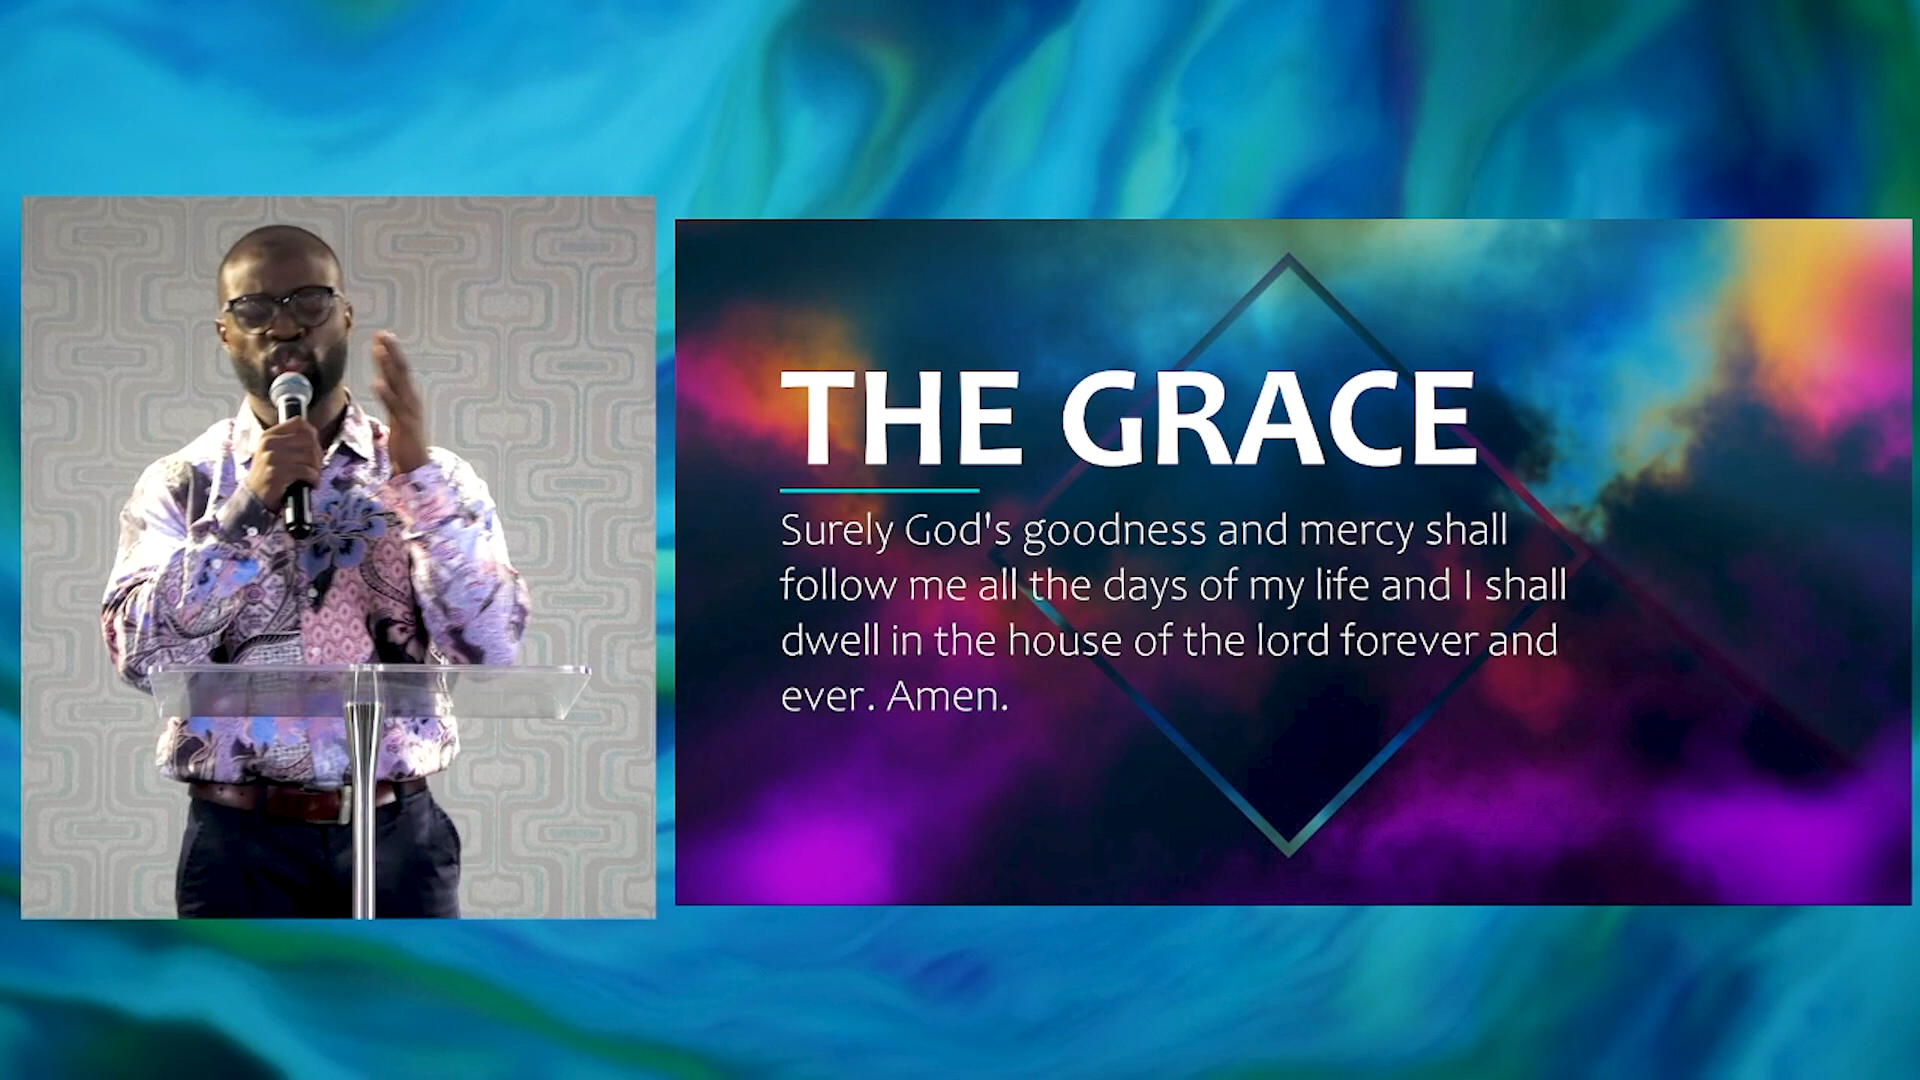 THE GRACE
Surely God's goodness and mercy shall
follow me all the days of my life and I shall
dwell in the house of the lord forever and
ever. Amen.